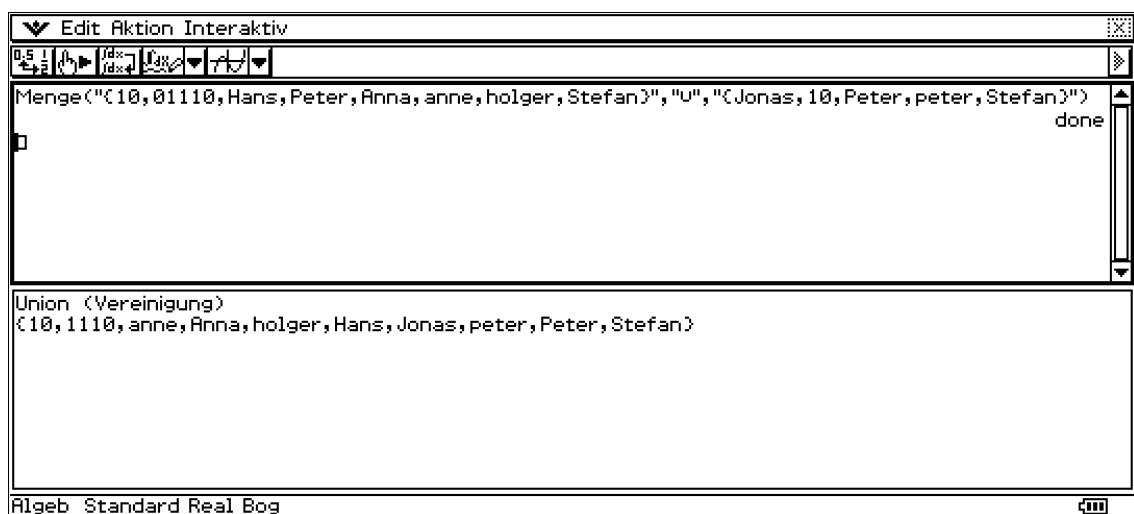 Edit Aktion Interaktiv
Menge("{10,01110,Hans,Peter,Anna,anne,holger,Stefan}","∪","{Jonas,10,Peter,peter,Stefan}")
done
Union (Vereinigung)
{10,1110,anne,Anna,holger,Hans,Jonas,peter,Peter,Stefan}
Algeb Standard Real Bog